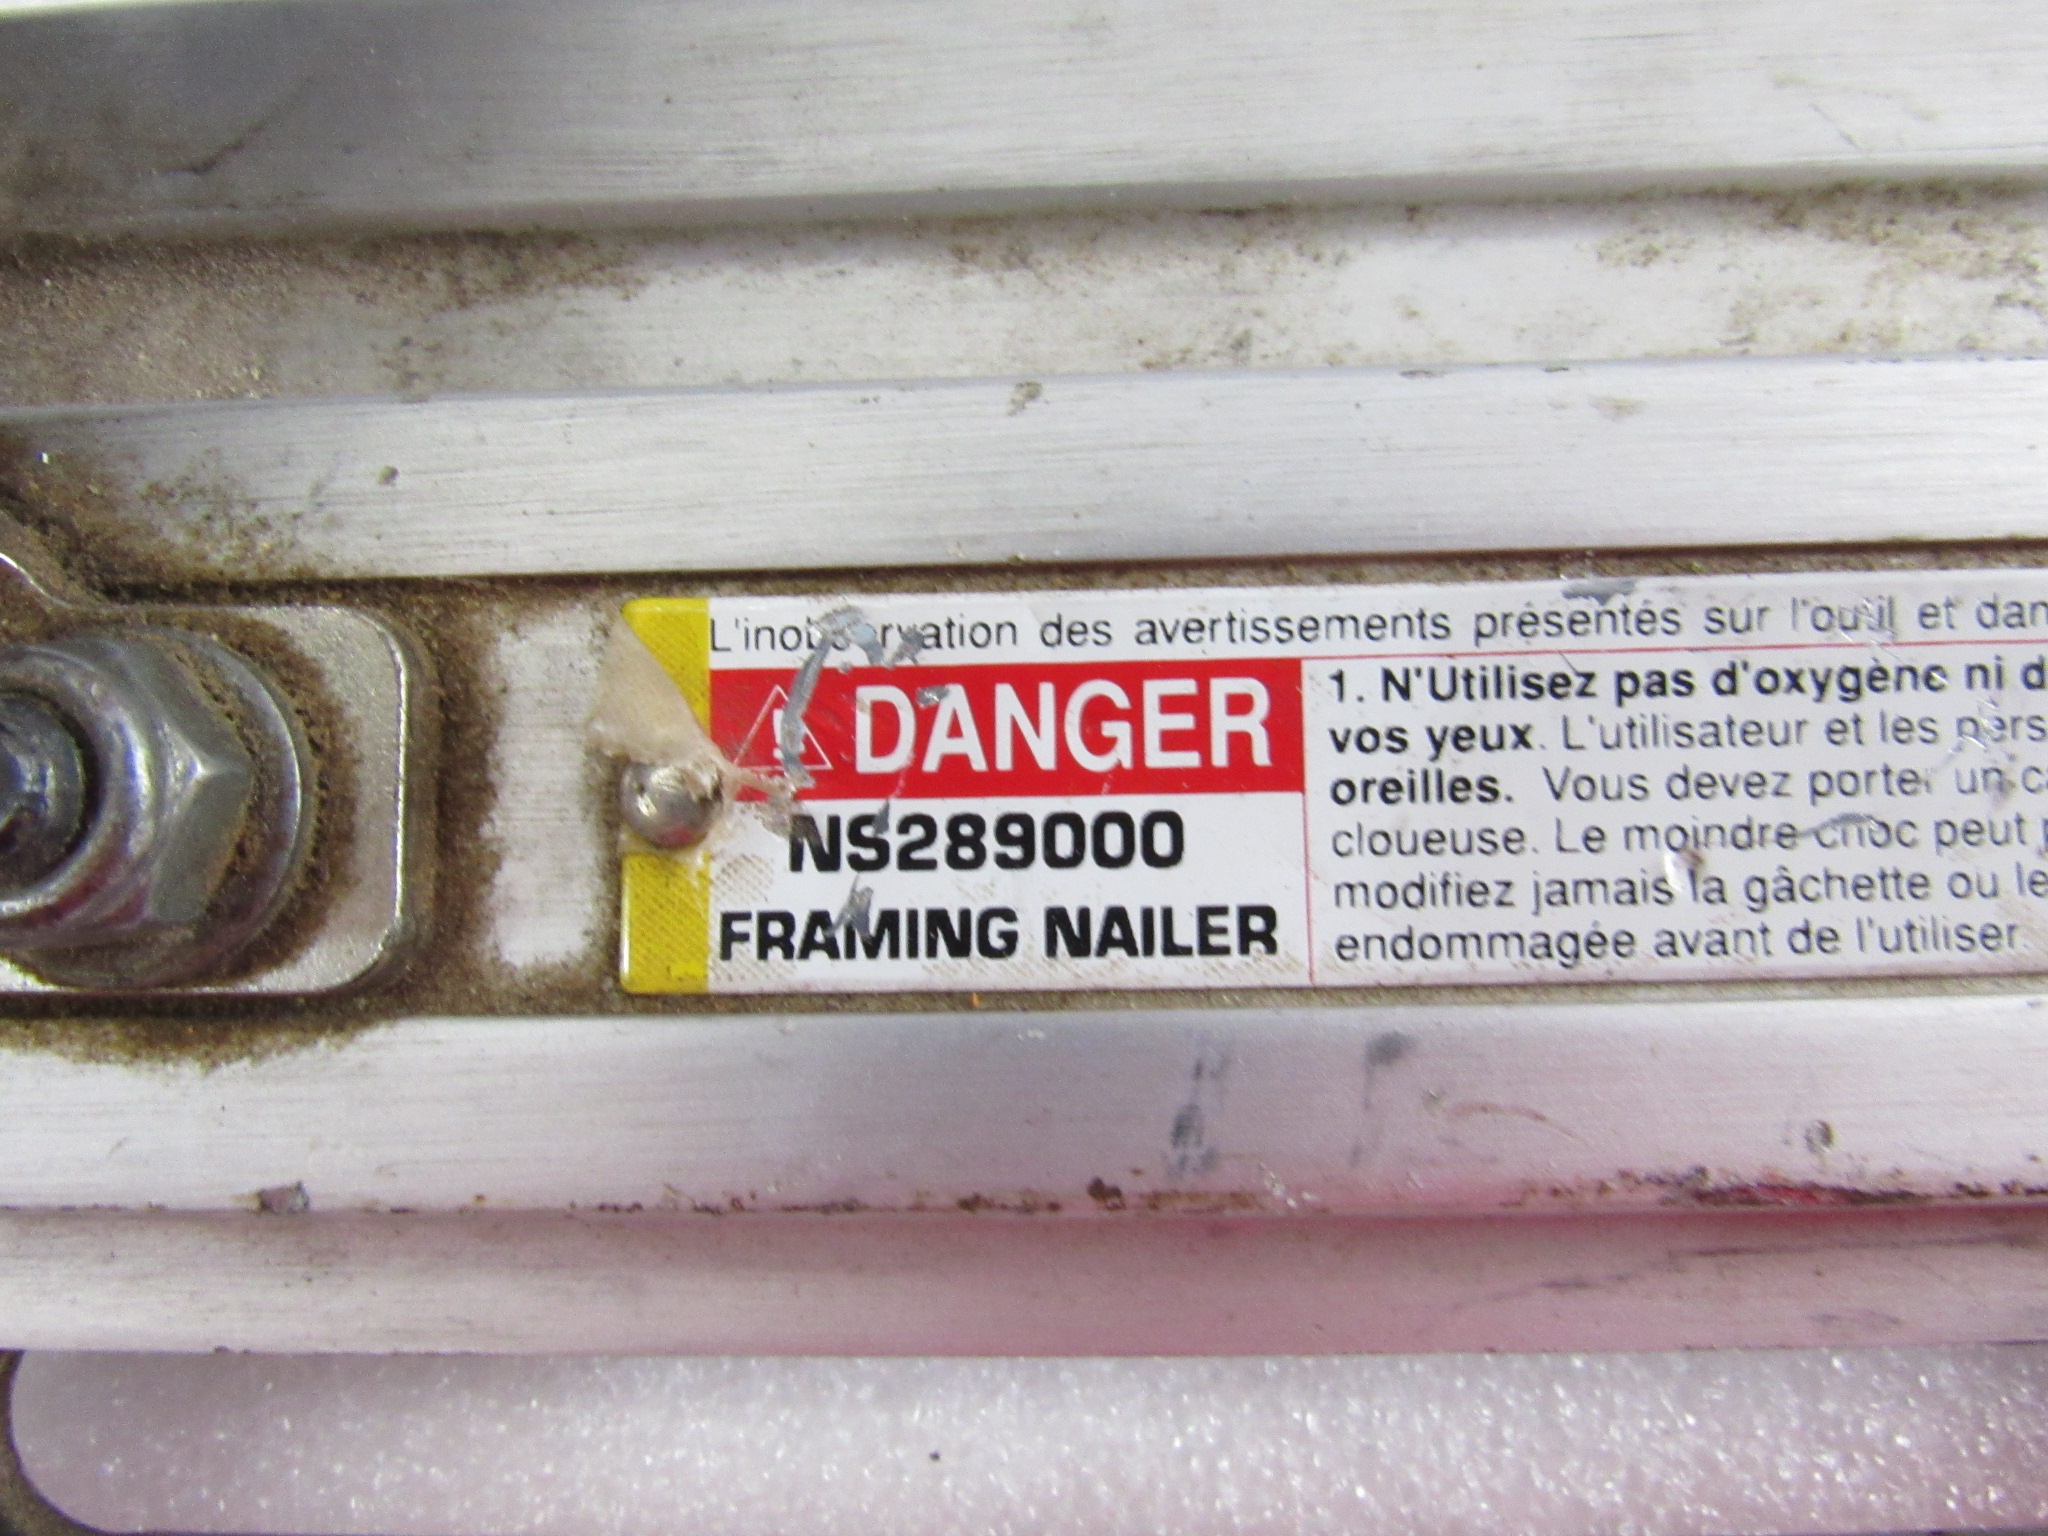 L'inobservation des avertissements présentés sur l'outil et dan
DANGER
NS289000
FRAMING NAILER
1. N'Utilisez pas d'oxygène ni d
vos yeux. L'utilisateur et les pers
oreilles. Vous devez porter un ca
cloueuse. Le moindre choc peut p
modifiez jamais la gâchette ou le
endommagée avant de l'utiliser.